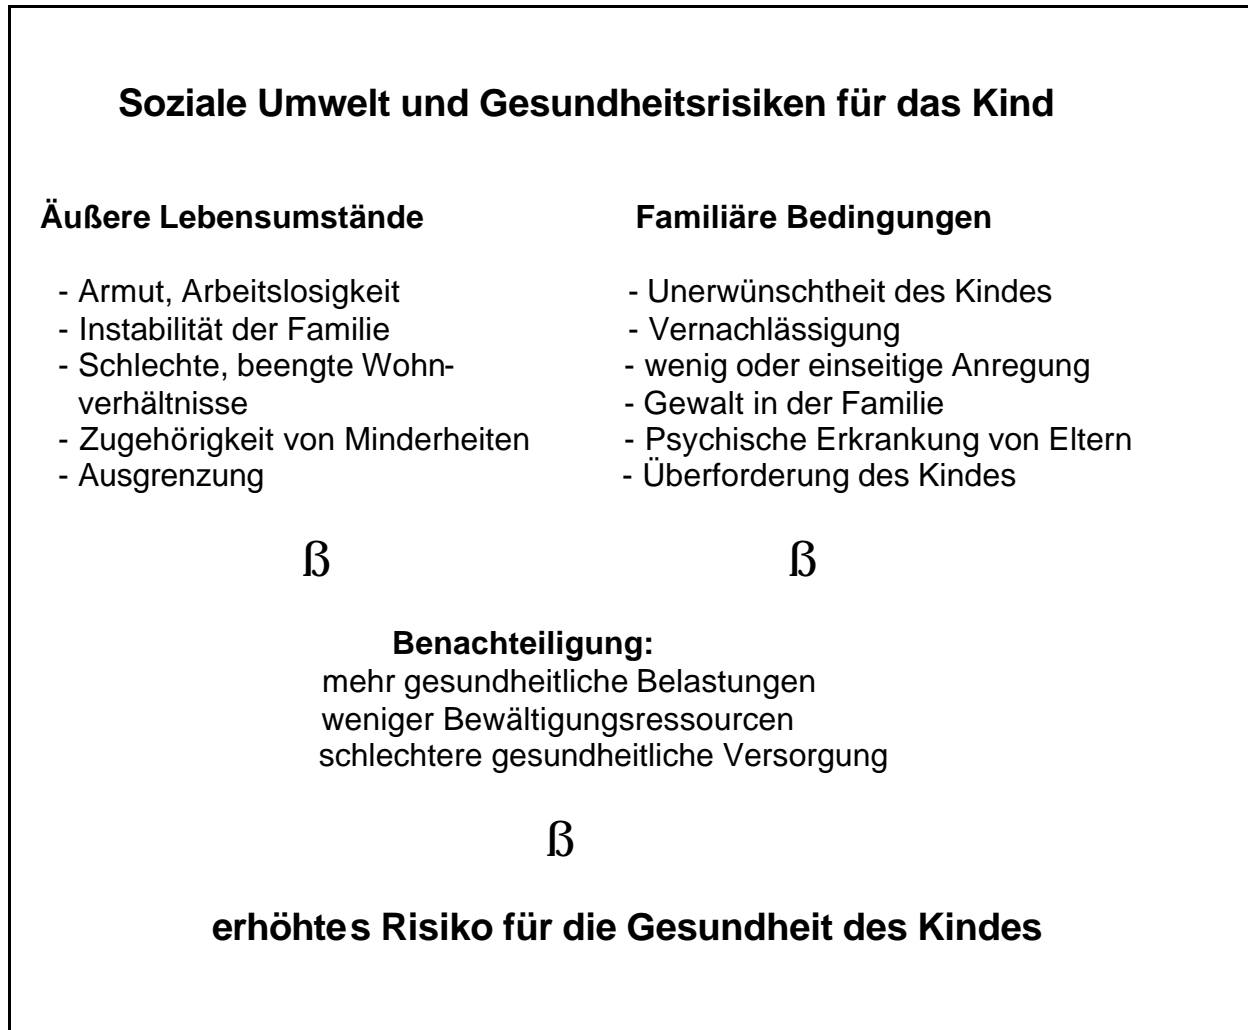 Soziale Umwelt und Gesundheitsrisiken für das Kind
Äußere Lebensumstände
- Armut, Arbeitslosigkeit
- Instabilität der Familie
- Schlechte, beengte Wohn-
verhältnisse
- Zugehörigkeit von Minderheiten
- Ausgrenzung
Familiäre Bedingungen
- Unerwünschtheit des Kindes
- Vernachlässigung
- wenig oder einseitige Anregung
- Gewalt in der Familie
- Psychische Erkrankung von Eltern
- Überforderung des Kindes
ß
ß
Benachteiligung:
mehr gesundheitliche Belastungen
weniger Bewältigungsressourcen
schlechtere gesundheitliche Versorgung
ß
erhöhtes Risiko für die Gesundheit des Kindes